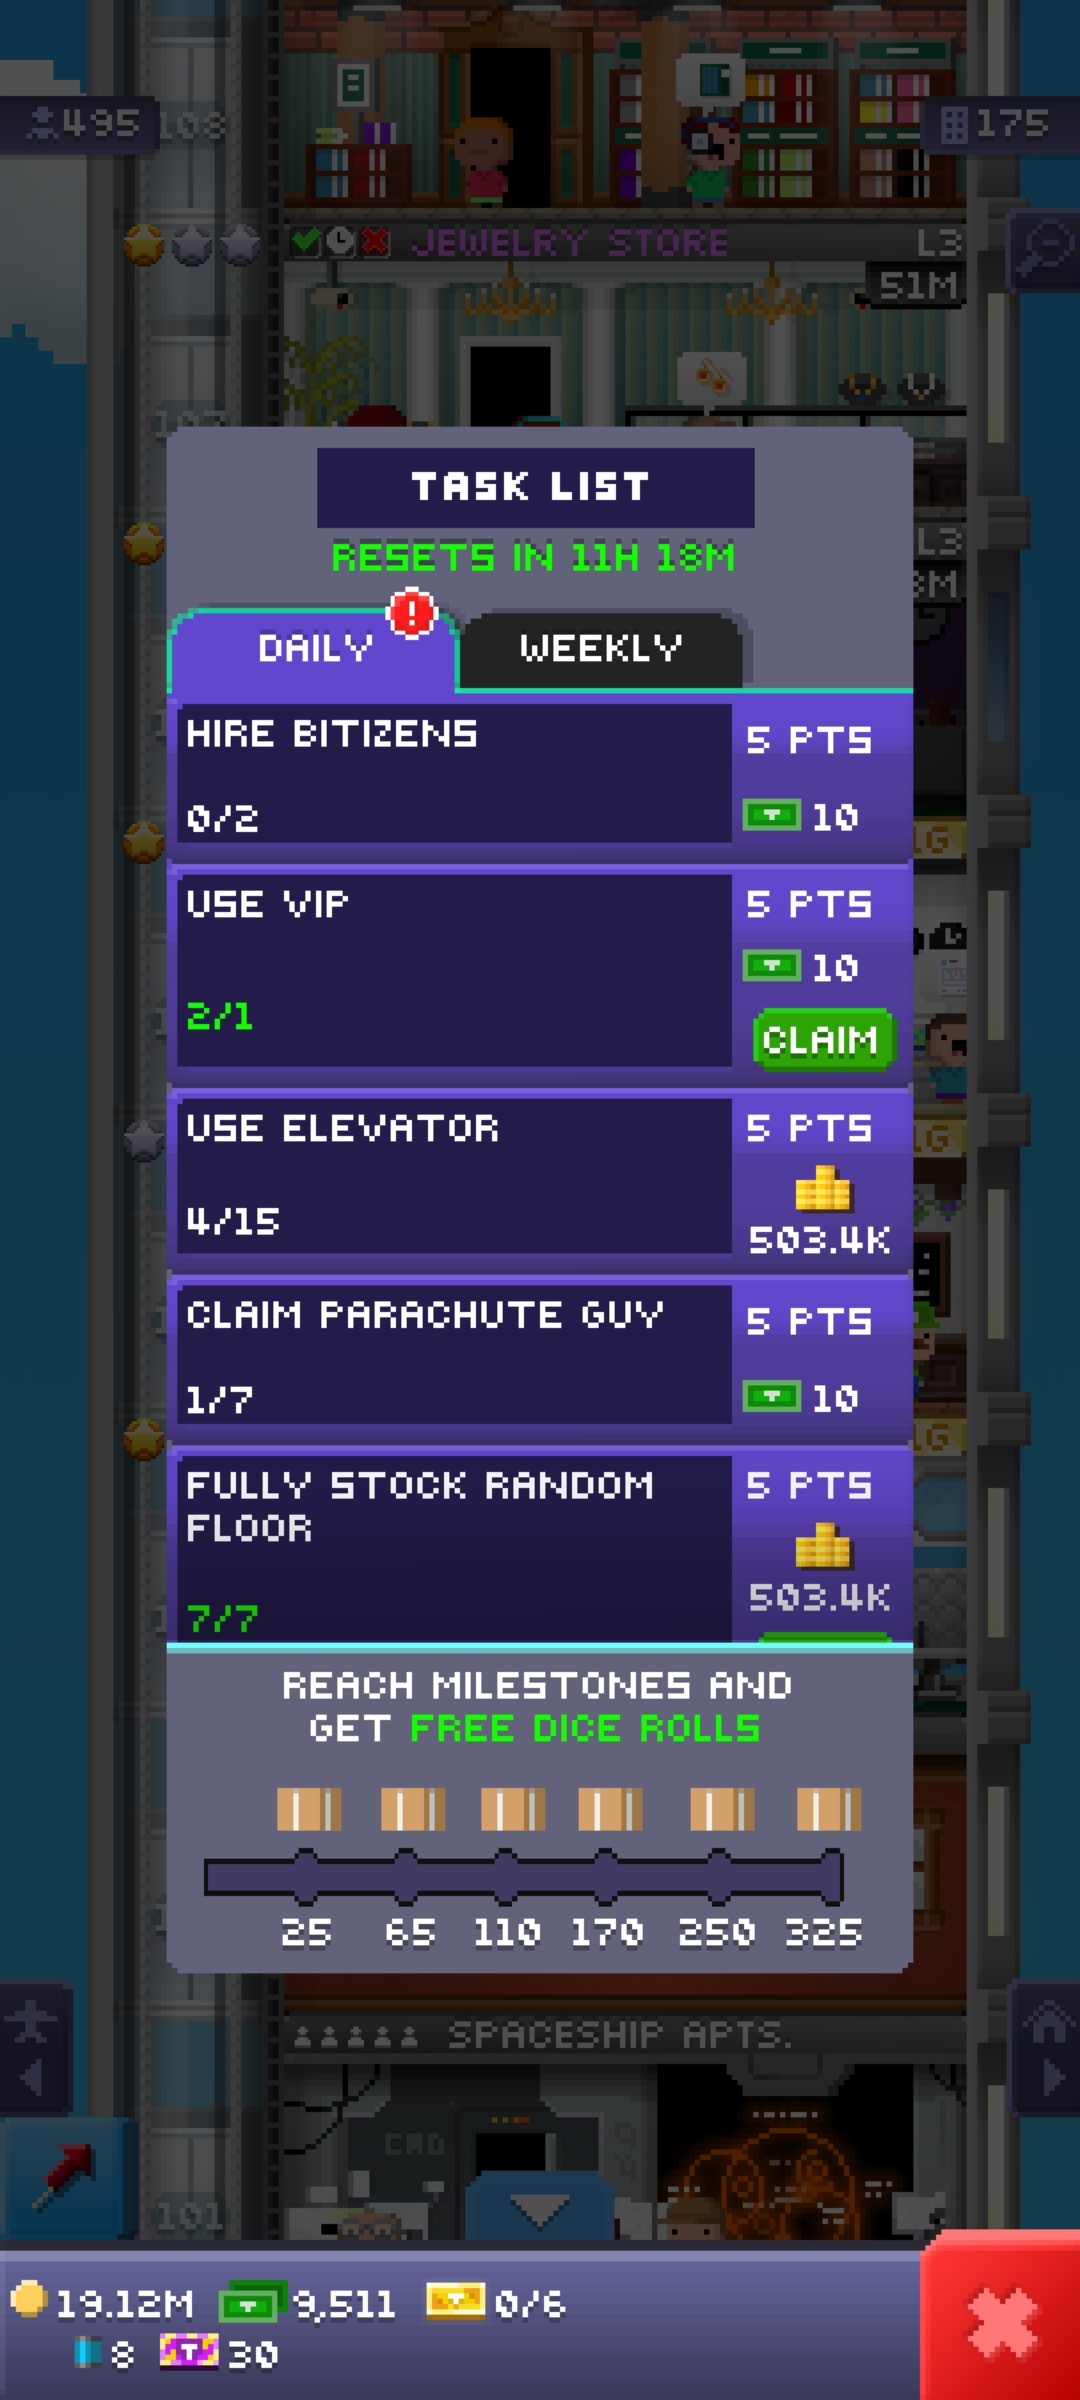 495
108
175
JEWELRY STORE
L3
51M
TASK LIST
RESETS IN 11H 18M
L3
DAILY
WEEKLY
HIRE BITIZENS
5 PTS
0/2
10
USE VIP
5 PTS
10
2/1
CLAIM
USE ELEVATOR
5 PTS
4/15
503.4K
CLAIM PARACHUTE GUY
5 PTS
1/7
10
FULLY STOCK RANDOM
FLOOR
5 PTS
503.4K
7/7
REACH MILESTONES AND
GET FREE DICE ROLLS
25 65 110 170 250 325
SPACESHIP APTS.
CAD
101
19.12M 9,511 0/6
8 30